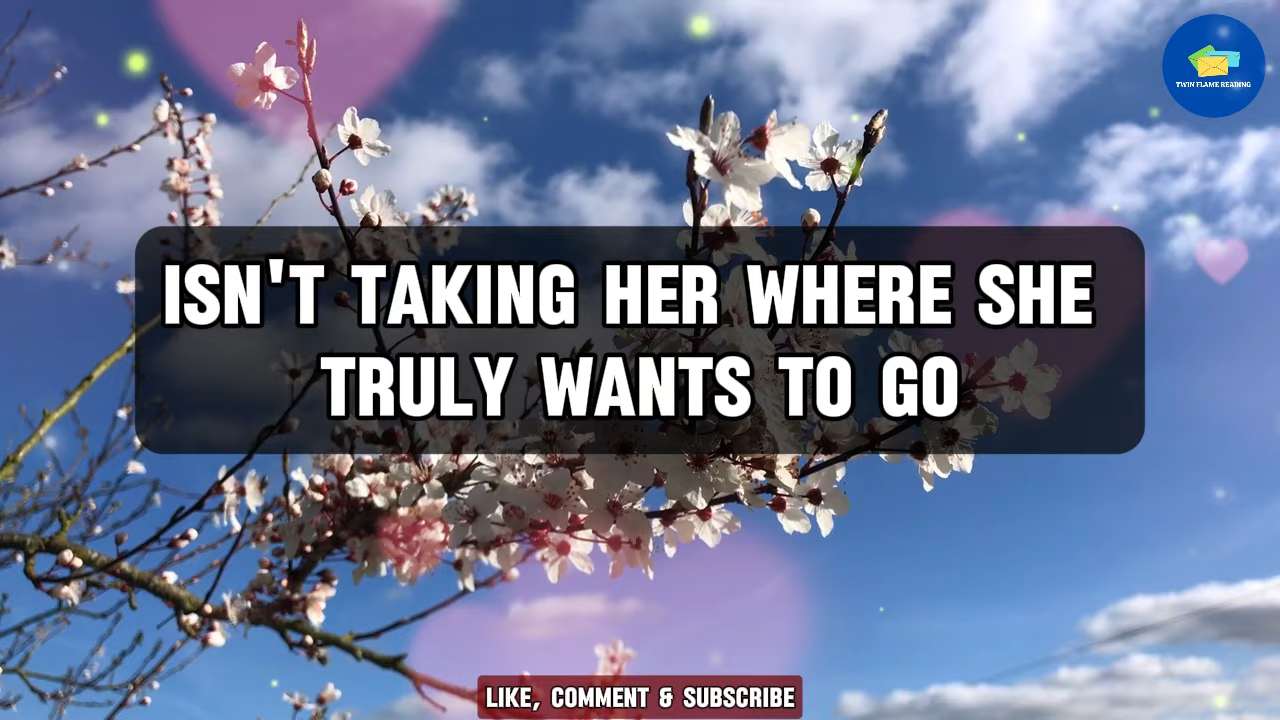 TWIN FLAME READING
ISN'T TAKING HER WHERE SHE
TRULY WANTS TO GO
LIKE, COMMENT & SUBSCRIBE